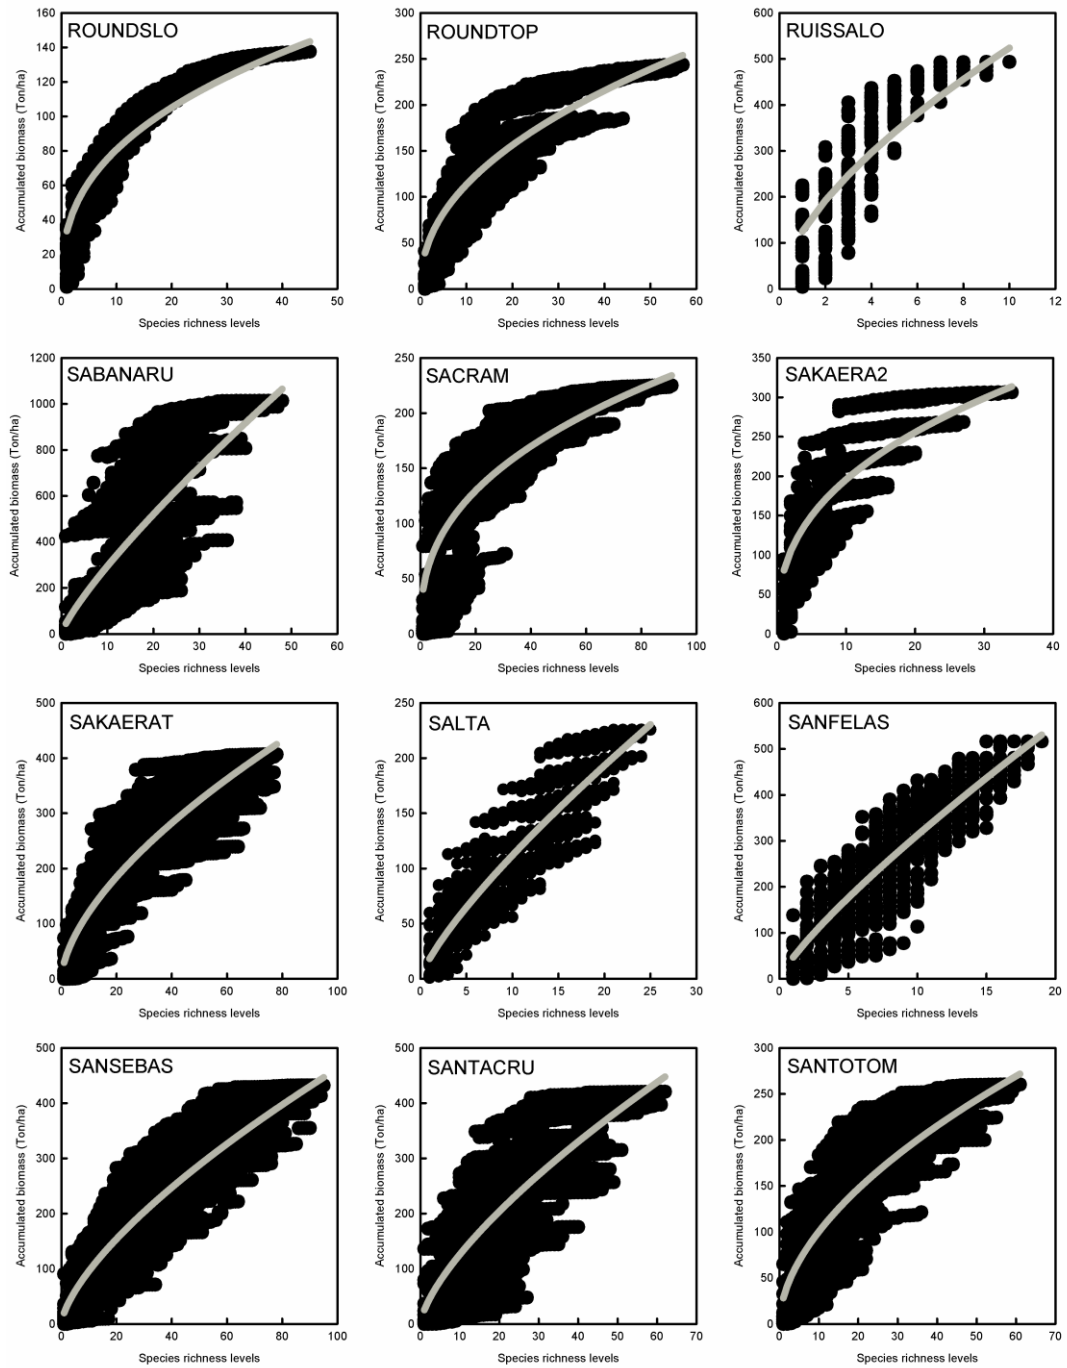 ROUNDSLO
Accumulated biomass (Ton/ha)
160
140
120
100
80
60
40
20
0
0 10 20 30 40 50
Species richness levels
ROUNDTOP
Accumulated biomass (Ton/ha)
300
250
200
150
100
50
0
0 10 20 30 40 50 60
Species richness levels
RUISSALO
Accumulated biomass (Ton/ha)
600
500
400
300
200
100
0
2 4 6 8 10 12
Species richness levels
SABANARU
Accumulated biomass (Ton/ha)
1200
1000
800
600
400
200
0
0 10 20 30 40 50 60
Species richness levels
SACRAM
Accumulated biomass (Ton/ha)
250
200
150
100
50
0
0 20 40 60 80 100
Species richness levels
SAKAERA2
Accumulated biomass (Ton/ha)
350
300
250
200
150
100
50
0
0 10 20 30 40
Species richness levels
SAKAERAT
Accumulated biomass (Ton/ha)
500
400
300
200
100
0
0 20 40 60 80 100
Species richness levels
SALTA
Accumulated biomass (Ton/ha)
250
200
150
100
50
0
0 5 10 15 20 25 30
Species richness levels
SANFELAS
Accumulated biomass (Ton/ha)
600
500
400
300
200
100
0
5 10 15 20
Species richness levels
SANSEBAS
Accumulated biomass (Ton/ha)
500
400
300
200
100
0
0 20 40 60 80 100
Species richness levels
SANTACRU
Accumulated biomass (Ton/ha)
500
400
300
200
100
0
0 10 20 30 40 50 60 70
Species richness levels
SANTOTOM
Accumulated biomass (Ton/ha)
300
250
200
150
100
50
0
0 10 20 30 40 50 60 70
Species richness levels